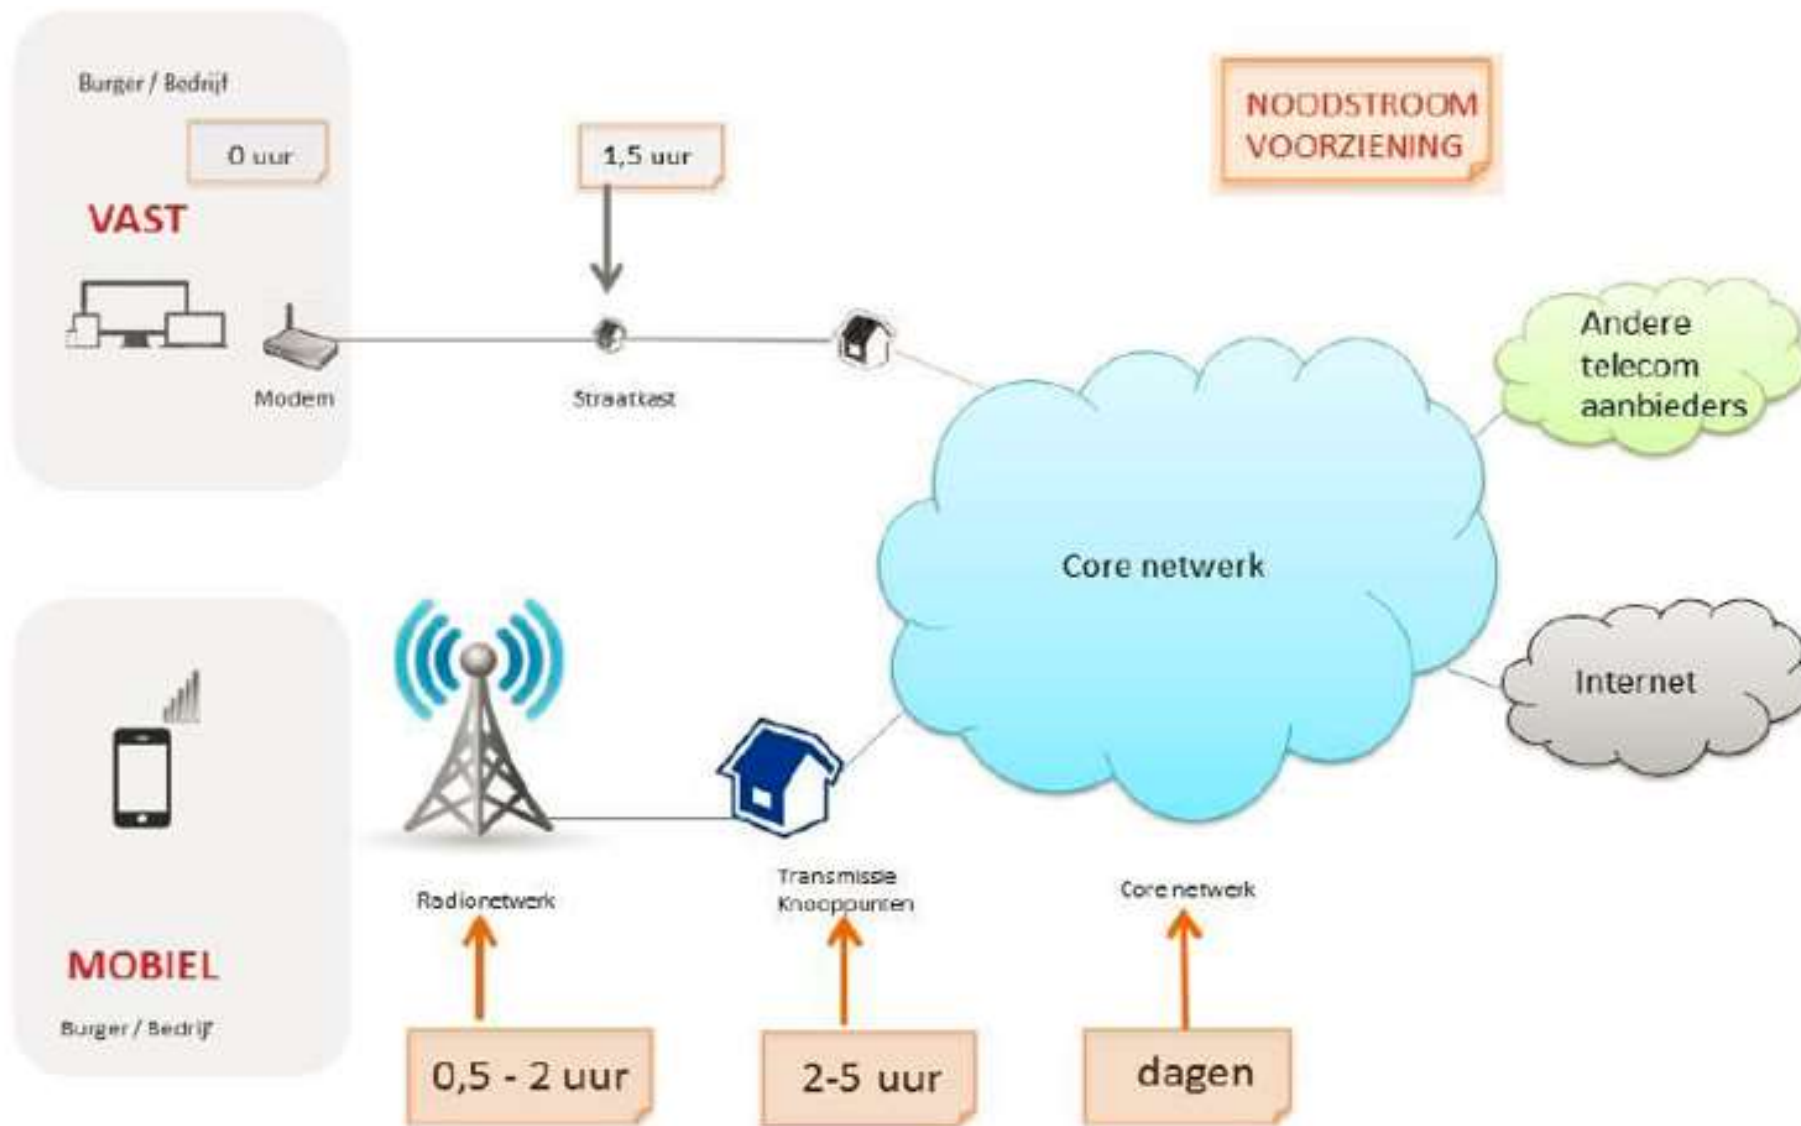 Burger / Bedrijf
0 uur
VAST
Modem
1,5 uur
Straatkast
NOODSTROOM
VOORZIENING
Andere
telecom
aanbieders
Core netwerk
Internet
MOBIEL
Burger / Bedrijf
Radionetwerk
Transmissie
Knooppunten
Core netwerk
0,5 - 2 uur
2-5 uur
dagen